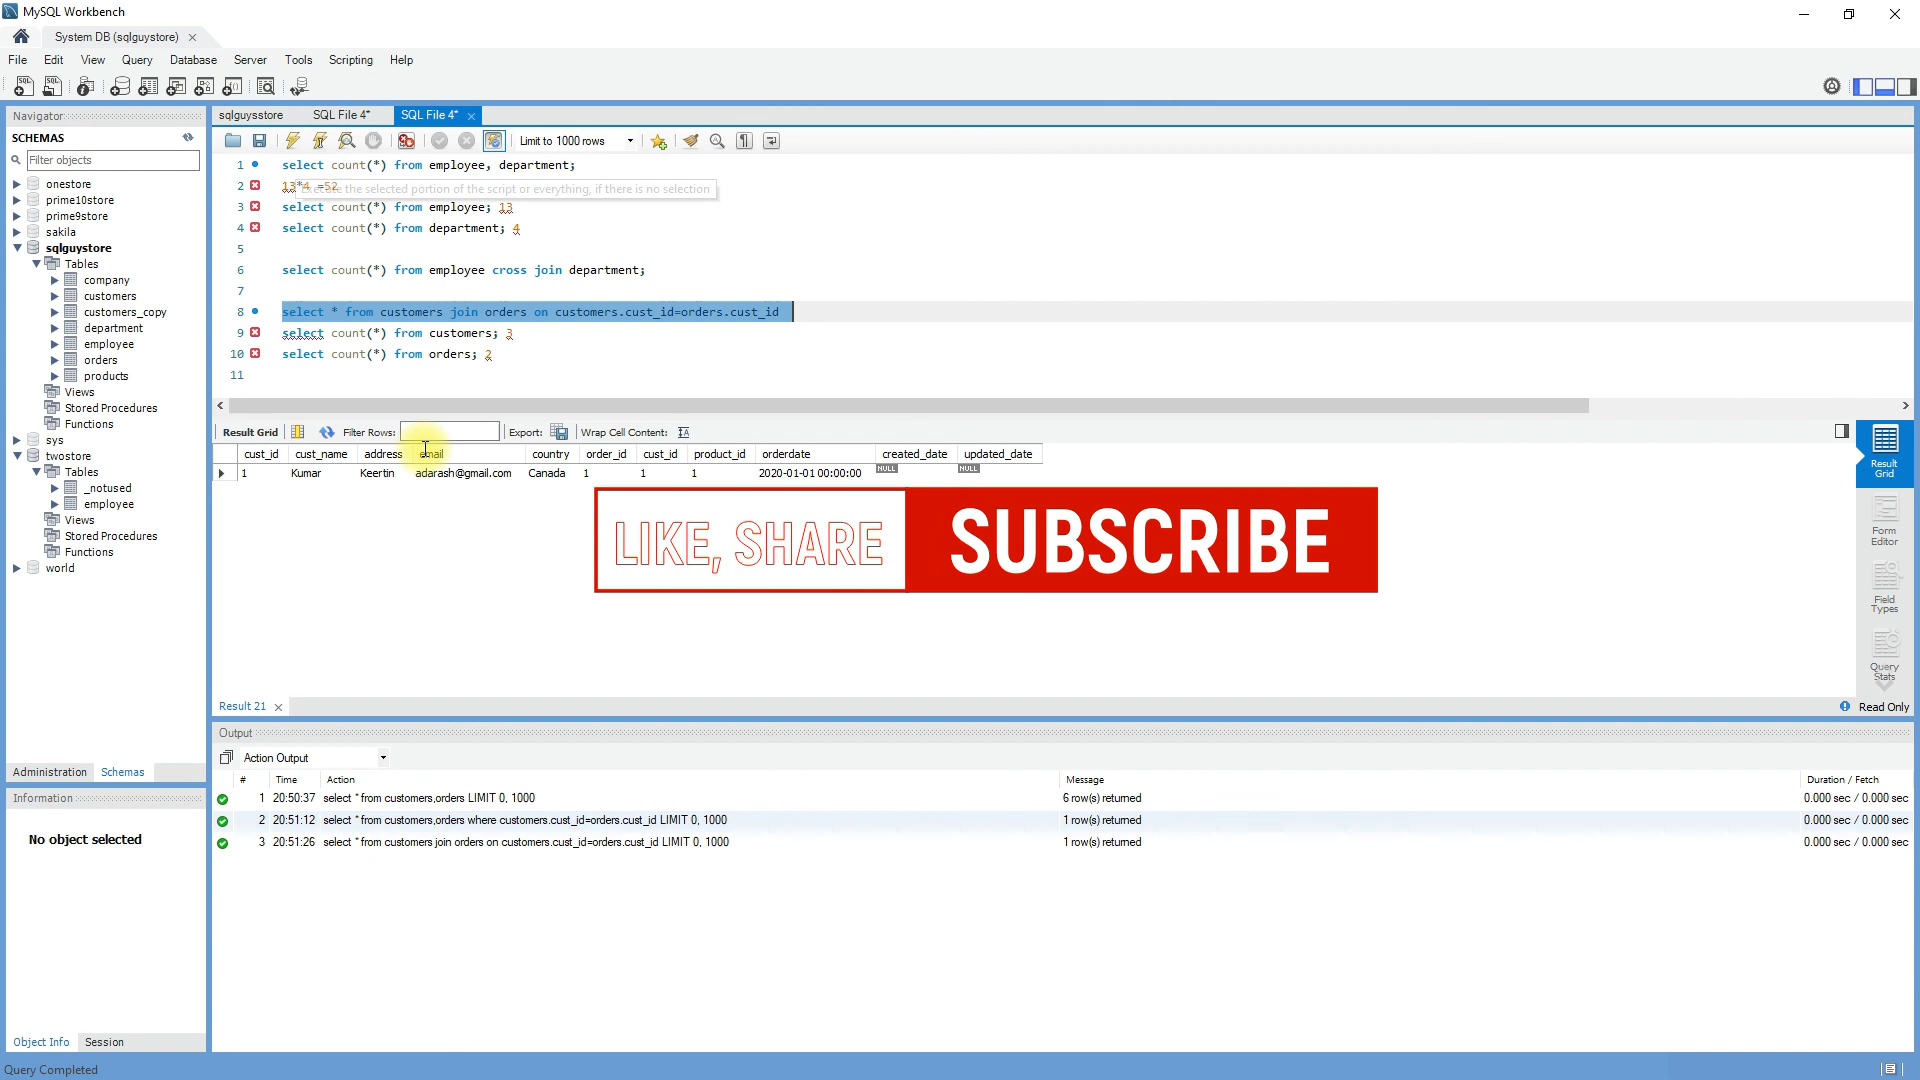 MySQL Workbench
System DB (sqlguystore)
File Edit View Query Database Server Tools Scripting Help
Navigator
SCHEMAS
Filter objects
onestore
prime10store
prime9store
sakila
sqlguystore
Tables
company
customers
customers_copy
department
employee
orders
products
Views
Stored Procedures
Functions
sys
twostore
Tables
_notused
employee
Views
Stored Procedures
Functions
world
Administration Schemas
Information
No object selected
Object Info Session
Query Completed
sqlguysstore SQL File 4* SQL File 4*
Limit to 1000 rows
1 select count(*) from employee, department;
2 13*4 =52
Execute the selected portion of the script or everything, if there is no selection
3 select count(*) from employee; 13
4 select count(*) from department; 4
5
6 select count(*) from employee cross join department;
7
8 select * from customers join orders on customers.cust_id=orders.cust_id
9 select count(*) from customers; 3
10 select count(*) from orders; 2
11
Result Grid Filter Rows: Export: Wrap Cell Content:
cust_id cust_name address email country order_id cust_id product_id orderdate created_date updated_date
1 Kumar Keertin adarash@gmail.com Canada 1 1 1 2020-01-01 00:00:00 NULL NULL
LIKE, SHARE SUBSCRIBE
Result Grid
Form Editor
Field Types
Query Stats
Result 21 Read Only
Output
Action Output
# Time Action Message Duration / Fetch
1 20:50:37 select * from customers,orders LIMIT 0, 1000 6 row(s) returned 0.000 sec / 0.000 sec
2 20:51:12 select * from customers,orders where customers.cust_id=orders.cust_id LIMIT 0, 1000 1 row(s) returned 0.000 sec / 0.000 sec
3 20:51:26 select * from customers join orders on customers.cust_id=orders.cust_id LIMIT 0, 1000 1 row(s) returned 0.000 sec / 0.000 sec